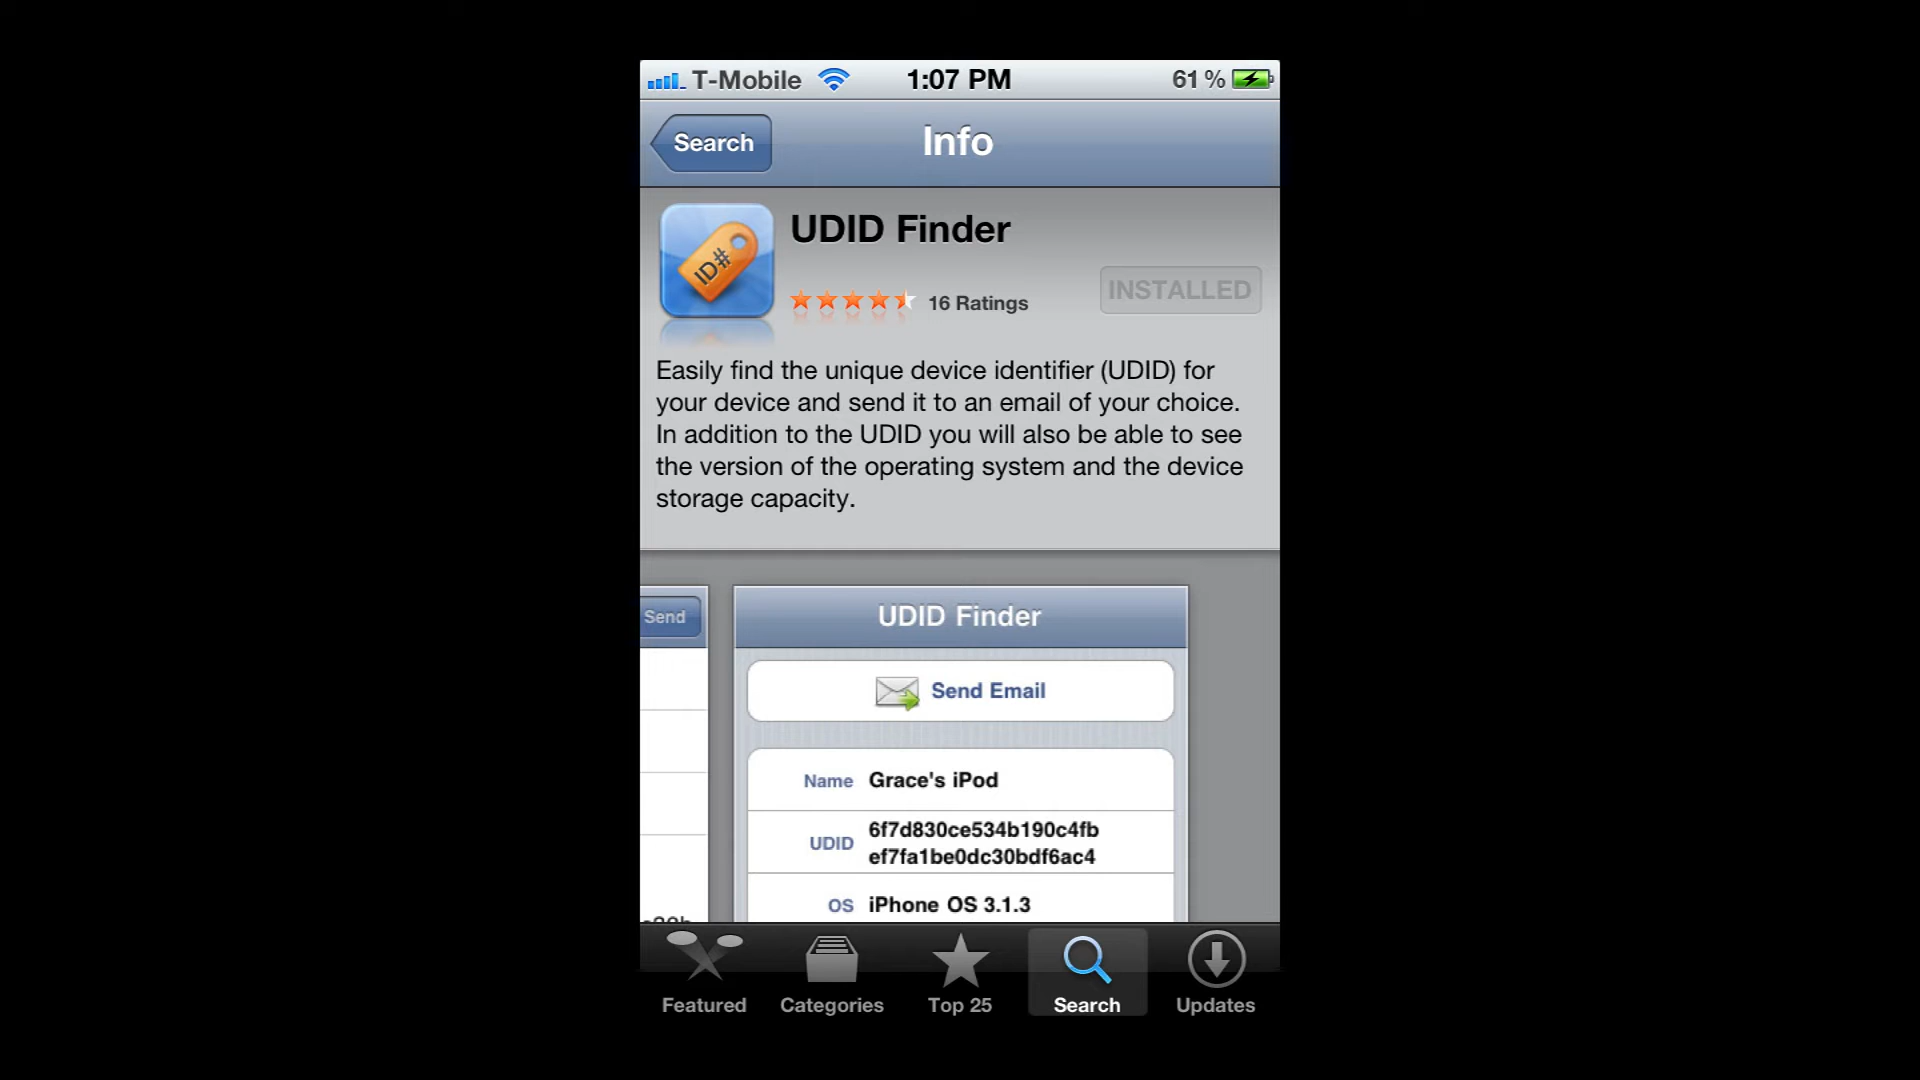 T-Mobile 1:07 PM 61 %
Search Info
UDID Finder
ID#
16 Ratings INSTALLED
Easily find the unique device identifier (UDID) for
your device and send it to an email of your choice.
In addition to the UDID you will also be able to see
the version of the operating system and the device
storage capacity.
Send UDID Finder
Send Email
Name Grace's iPod
UDID 6f7d830ce534b190c4fb
ef7fa1be0dc30bdf6ac4
OS iPhone OS 3.1.3
Featured Categories Top 25 Search Updates